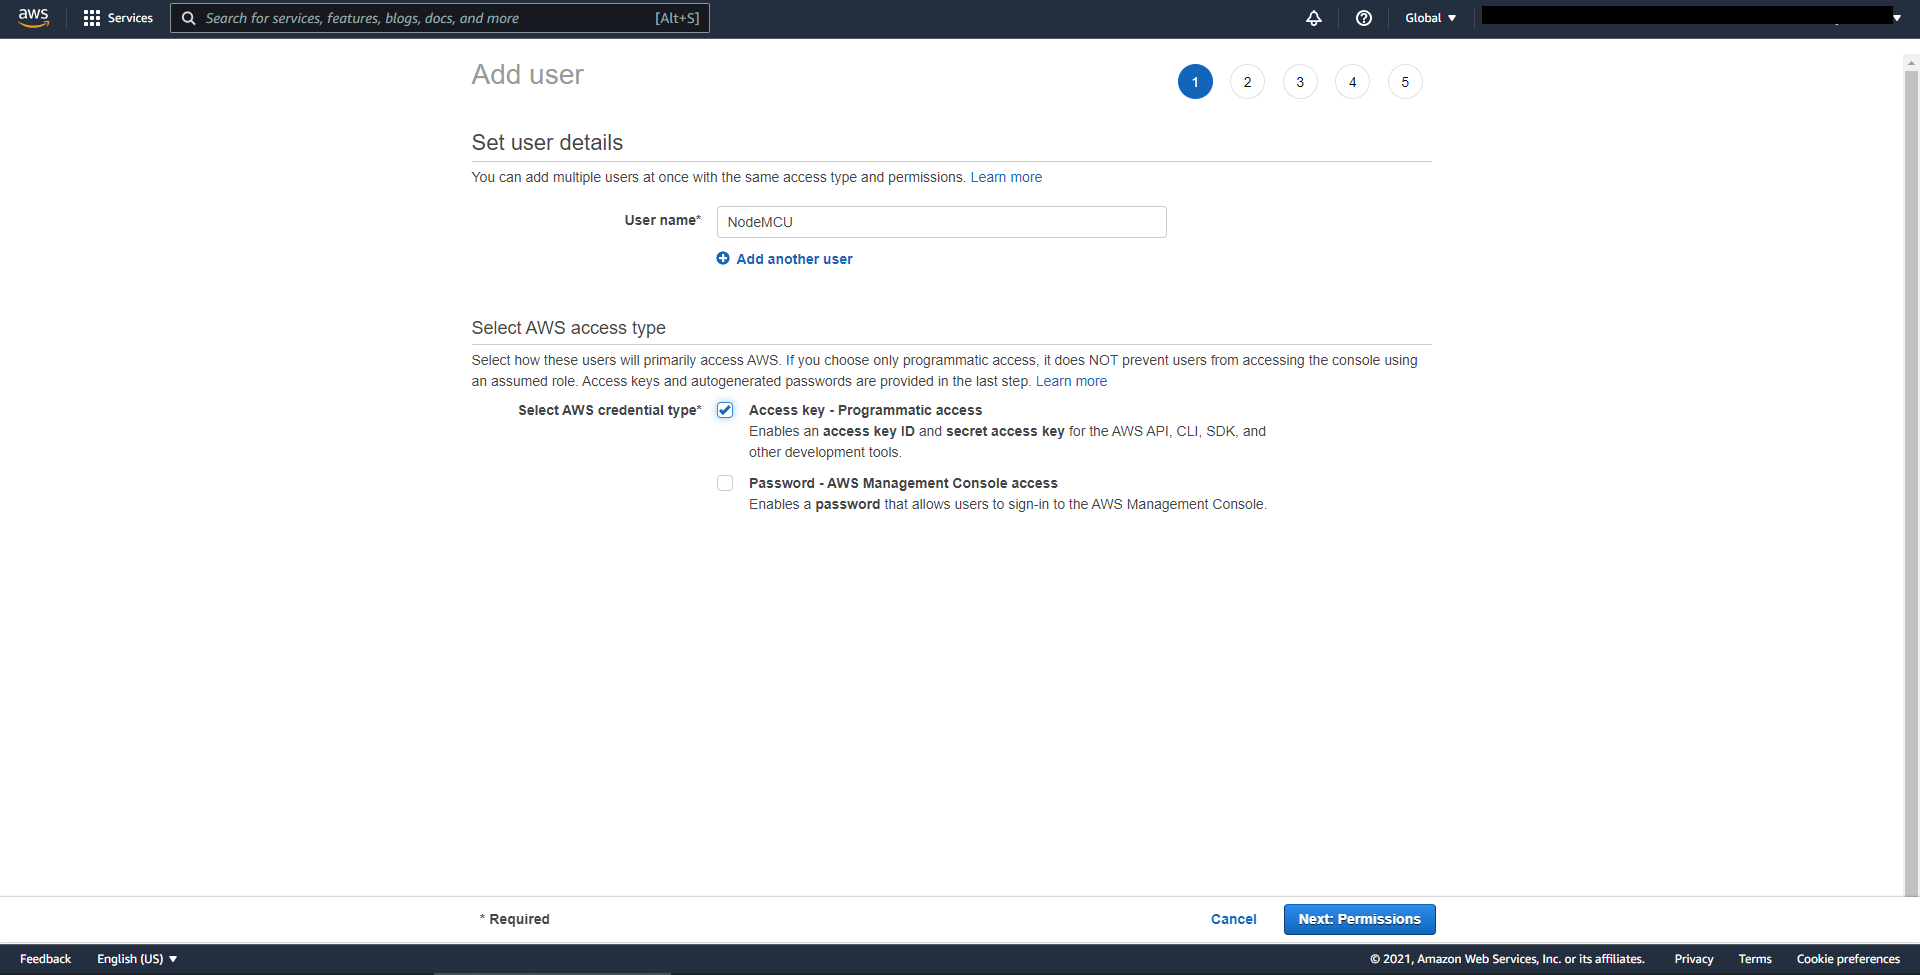 aws Services Search for services, features, blogs, docs, and more [Alt+S] Global
Add user
1 2 3 4 5
Set user details
You can add multiple users at once with the same access type and permissions. Learn more
User name* NodeMCU
Add another user
Select AWS access type
Select how these users will primarily access AWS. If you choose only programmatic access, it does NOT prevent users from accessing the console using
an assumed role. Access keys and autogenerated passwords are provided in the last step. Learn more
Select AWS credential type* Access key - Programmatic access
Enables an access key ID and secret access key for the AWS API, CLI, SDK, and
other development tools.
Password - AWS Management Console access
Enables a password that allows users to sign-in to the AWS Management Console.
* Required Cancel Next: Permissions
Feedback English (US) © 2021, Amazon Web Services, Inc. or its affiliates. Privacy Terms Cookie preferences